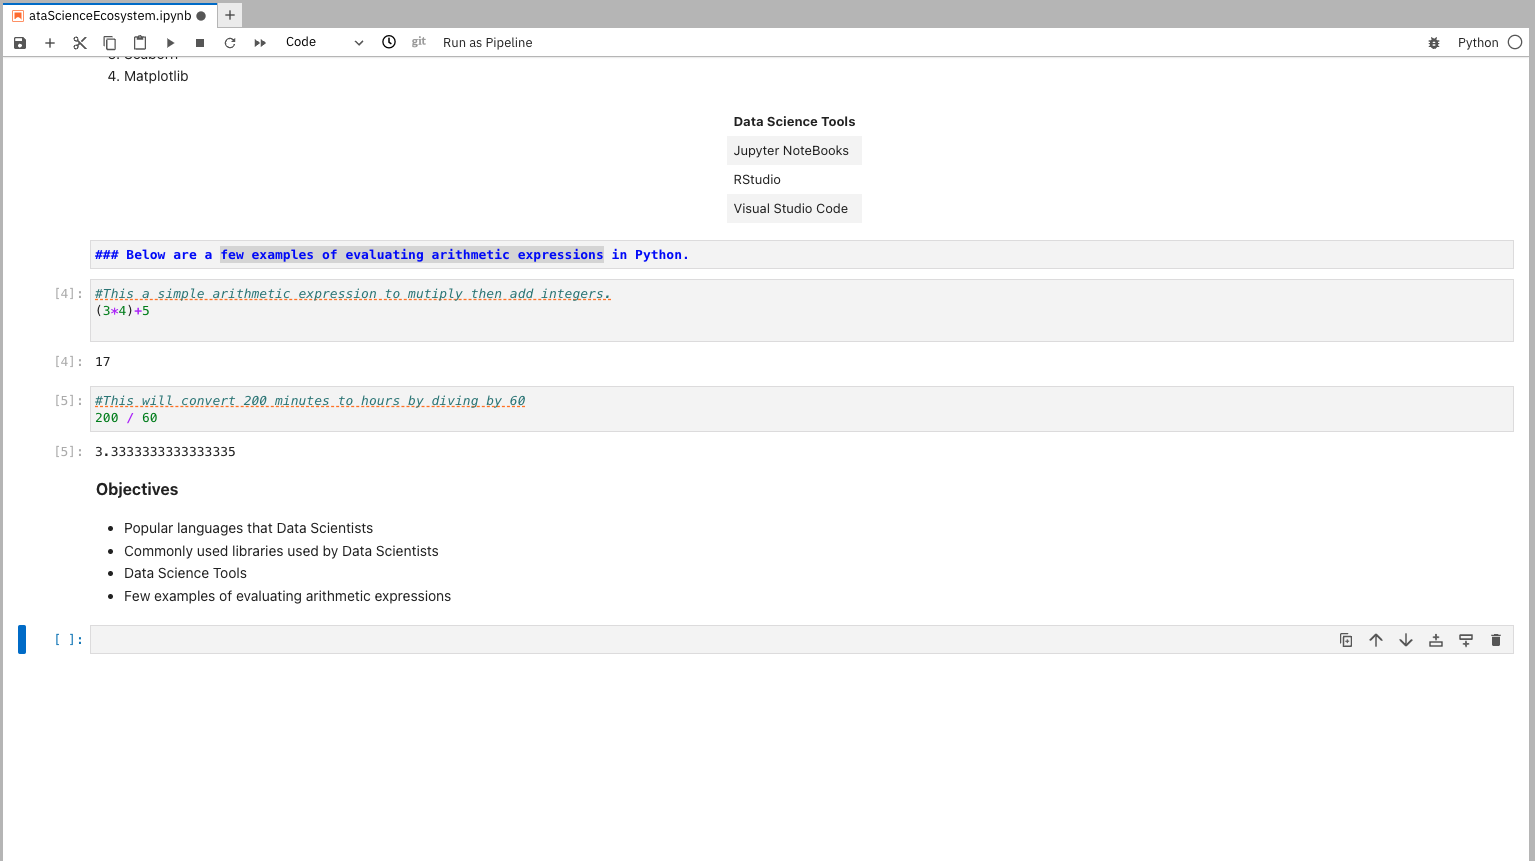 ataScienceEcosystem.ipynb
Code
git
Run as Pipeline
Python
4. Matplotlib
Data Science Tools
Jupyter NoteBooks
RStudio
Visual Studio Code
### Below are a few examples of evaluating arithmetic expressions in Python.
[4]: #This a simple arithmetic expression to mutiply then add integers.
(3*4)+5
[4]: 17
[5]: #This will convert 200 minutes to hours by diving by 60
200 / 60
[5]: 3.3333333333333335
Objectives
• Popular languages that Data Scientists
• Commonly used libraries used by Data Scientists
• Data Science Tools
• Few examples of evaluating arithmetic expressions
[ ]: